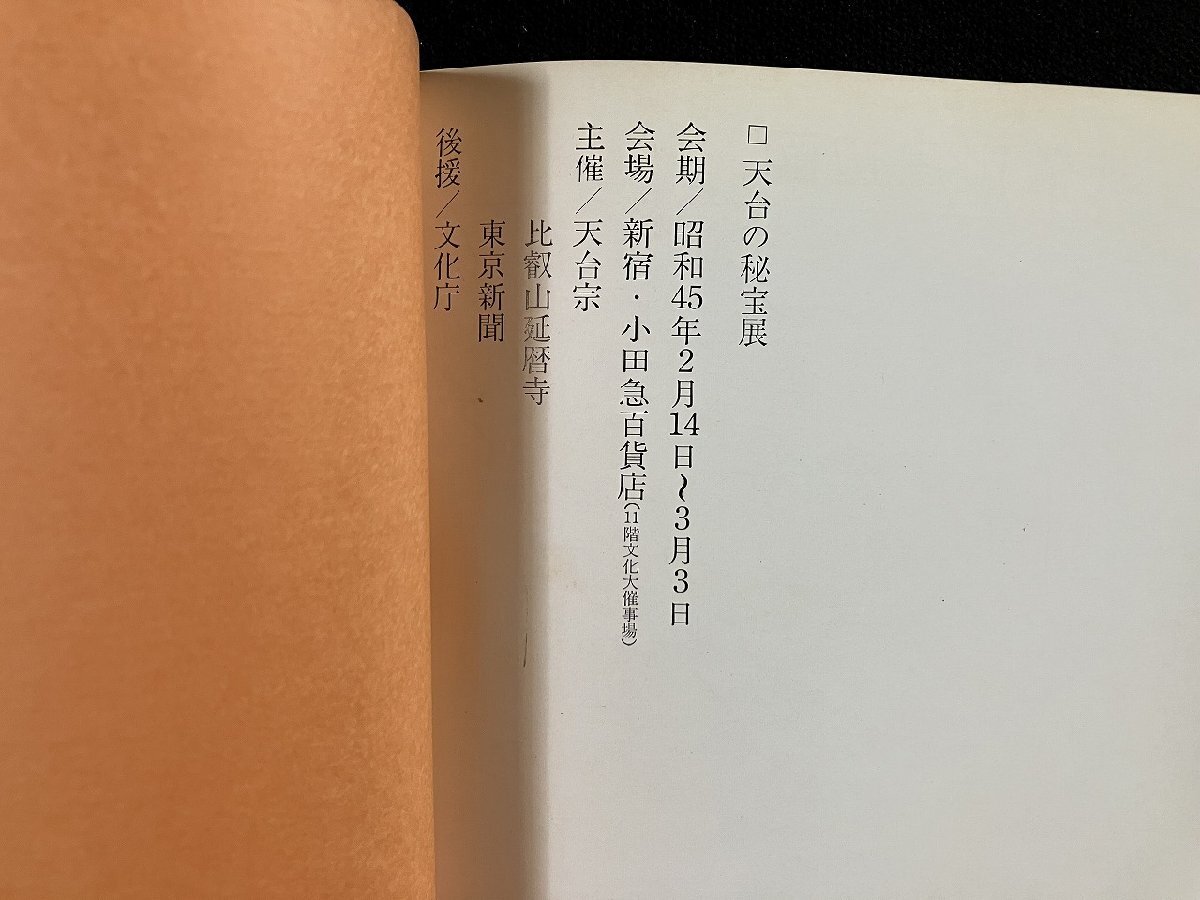 □ 天台の秘宝展
会期/昭和45年2月14日〜3月3日
会場/新宿・小田急百貨店(11階文化大催事場)
主催/天台宗
比叡山延暦寺
東京新聞
後援/文化庁